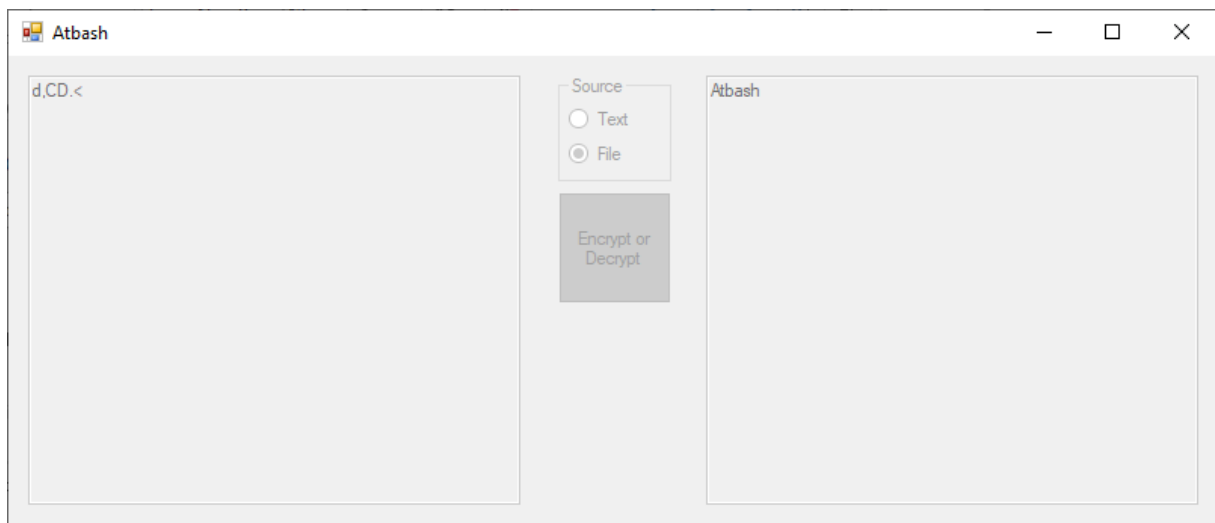 Atbash
d,CD.<
Source
Text
File
Encrypt or
Decrypt
Atbash